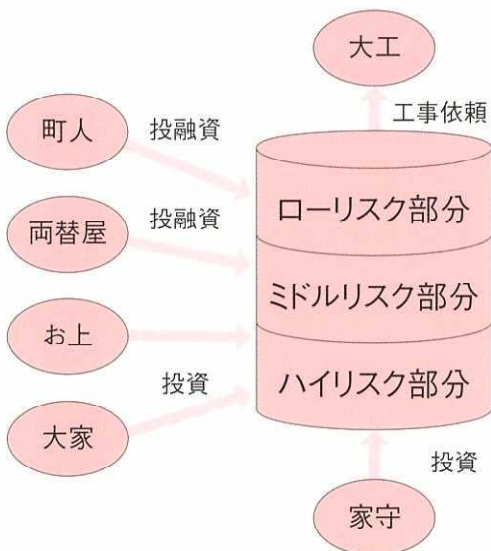 大工
工事依頼
町人
投融資
ローリスク部分
両替屋
投融資
ミドルリスク部分
お上
投資
ハイリスク部分
大家
投資
家守